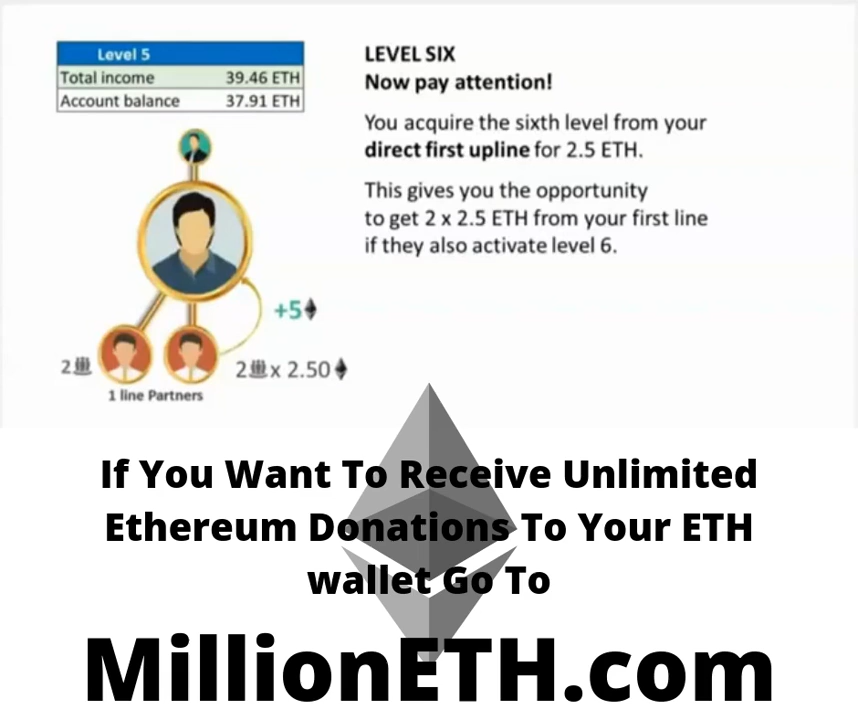 Level 5
Total income 39.46 ETH
Account balance 37.91 ETH
LEVEL SIX
Now pay attention!
You acquire the sixth level from your
direct first upline for 2.5 ETH.
This gives you the opportunity
to get 2 x 2.5 ETH from your first line
if they also activate level 6.
+5
2
2 x 2.50
1 line Partners
If You Want To Receive Unlimited
Ethereum Donations To Your ETH
wallet Go To
MillionETH.com